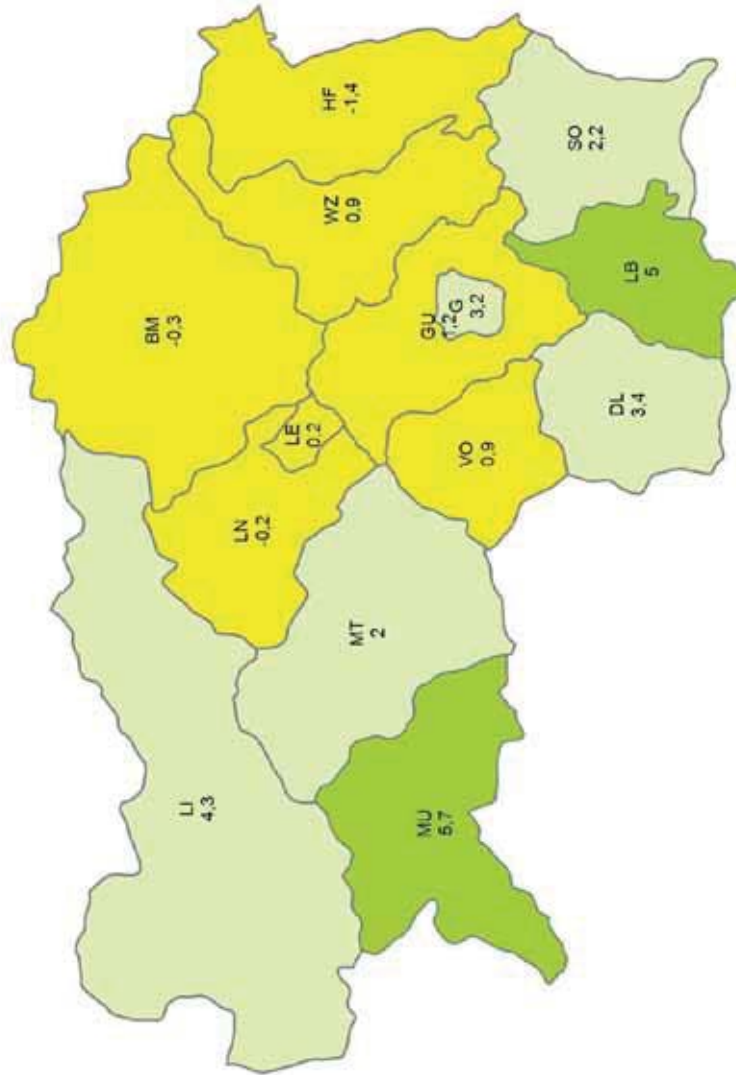 BM
-0,3
LI
4,3
LN
-0,2
LE
0,2
HF
-1,4
WZ
0,9
MT
2
MU
5,7
GU
1,2
G
3,2
VO
0,9
SO
2,2
DL
3,4
LB
5